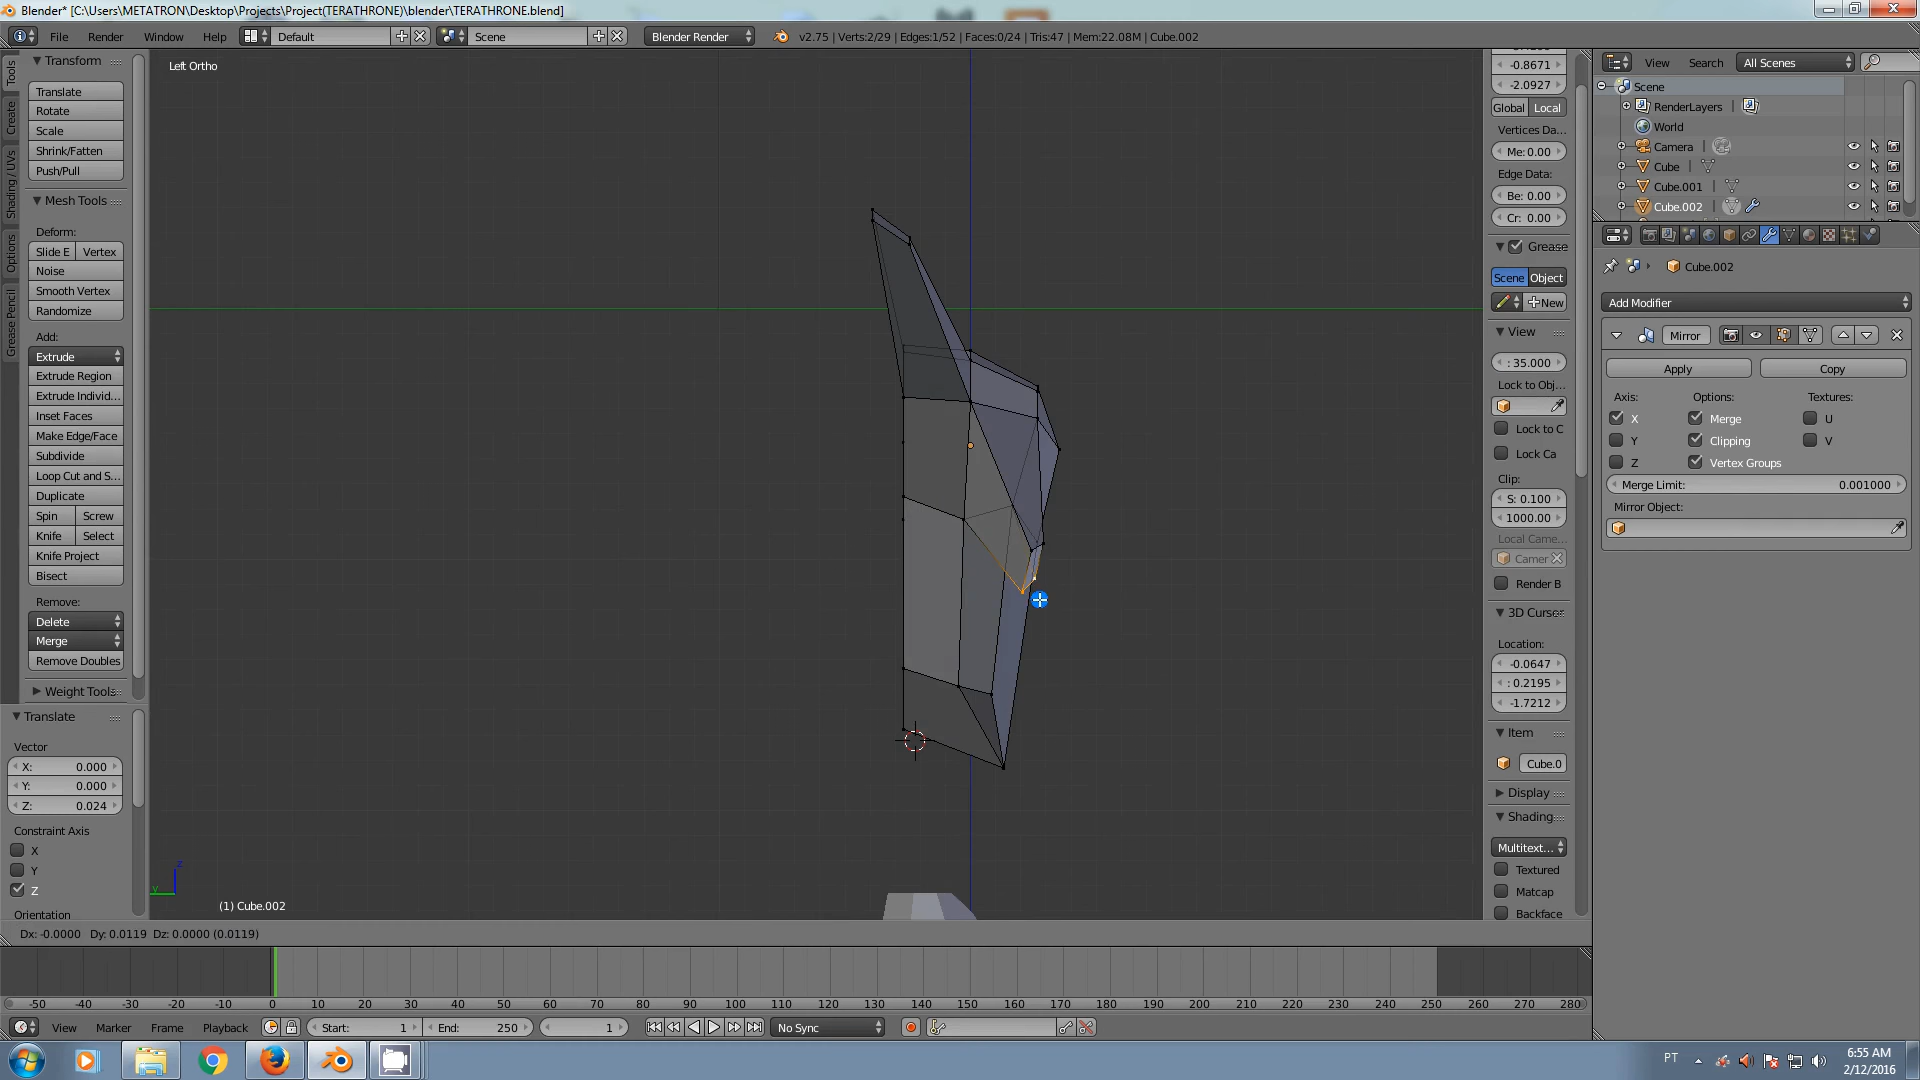 Blender* [C:\Users\METATRON\Desktop\Projects\Project(TERATHRONE)\blender\TERATHRONE.blend]
File Render Window Help Default Scene Blender Render v2.75 | Verts:2/29 | Edges:1/52 | Faces:0/24 | Tris:47 | Mem:22.08M | Cube.002
Tools
Create
Shading / UVs
Options
Grease Pencil
Transform
Translate
Rotate
Scale
Shrink/Fatten
Push/Pull
Mesh Tools
Deform:
Slide E Vertex
Noise
Smooth Vertex
Randomize
Add:
Extrude
Extrude Region
Extrude Individ...
Inset Faces
Make Edge/Face
Subdivide
Loop Cut and S...
Duplicate
Spin Screw
Knife Select
Knife Project
Bisect
Remove:
Delete
Merge
Remove Doubles
Weight Tools
Translate
Vector
X: 0.000
Y: 0.000
Z: 0.024
Constraint Axis
X
Y
Z
Orientation
Left Ortho
z
y
(1) Cube.002
Dx: -0.0000 Dy: 0.0119 Dz: 0.0000 (0.0119)
-0.8671
-2.0927
Global Local
Vertices Da...
Me: 0.00
Edge Data:
Be: 0.00
Cr: 0.00
Grease
Scene Object
New
View
: 35.000
Lock to Obj...
Lock to C
Lock Ca
Clip:
S: 0.100
1000.00
Local Came...
Camer
Render B
3D Curso
Location:
-0.0647
: 0.2195
-1.7212
Item
Cube.0
Display
Shading
Multitext...
Textured
Matcap
Backface
View Search All Scenes
Scene
RenderLayers
World
Camera
Cube
Cube.001
Cube.002
Cube.002
Add Modifier
Mirror
Apply Copy
Axis: Options: Textures:
X Merge U
Y Clipping V
Z Vertex Groups
Merge Limit: 0.001000
Mirror Object:
-50 -40 -30 -20 -10 0 10 20 30 40 50 60 70 80 90 100 110 120 130 140 150 160 170 180 190 200 210 220 230 240 250 260 270 280
View Marker Frame Playback Start: 1 End: 250 1 No Sync
PT 6:55 AM
2/12/2016